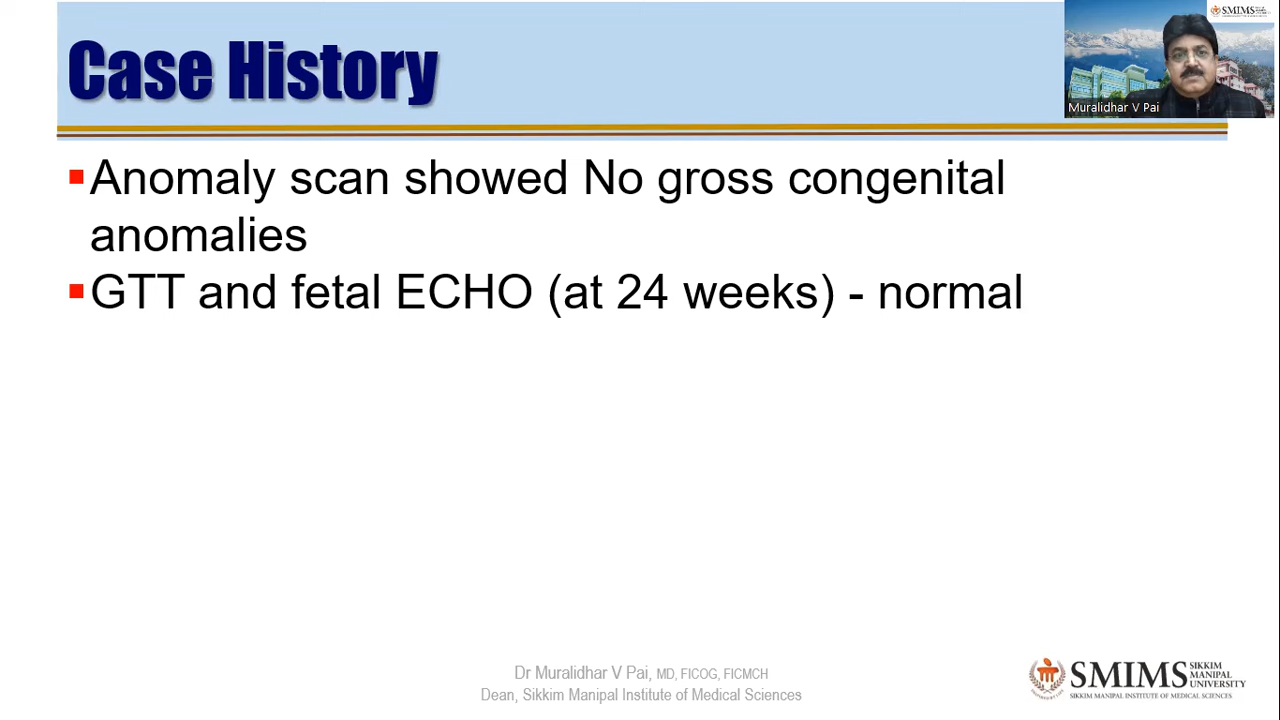 Case History
SMIMS
Muralidhar V Pai
▪Anomaly scan showed No gross congenital
anomalies
▪GTT and fetal ECHO (at 24 weeks) - normal
Dr Muralidhar V Pai, MD, FICOG, FICMCH
Dean, Sikkim Manipal Institute of Medical Sciences
SMIMS SIKKIM
MANIPAL
UNIVERSITY
SIKKIM MANIPAL INSTITUTE OF MEDICAL SCIENCES